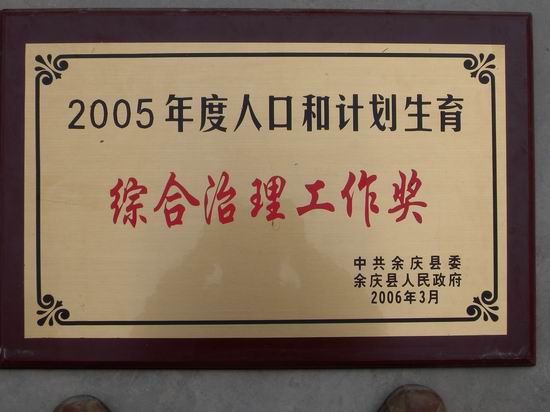 2005年度人口和计划生育
综合治理工作奖
中共余庆县委
余庆县人民政府
2006年3月